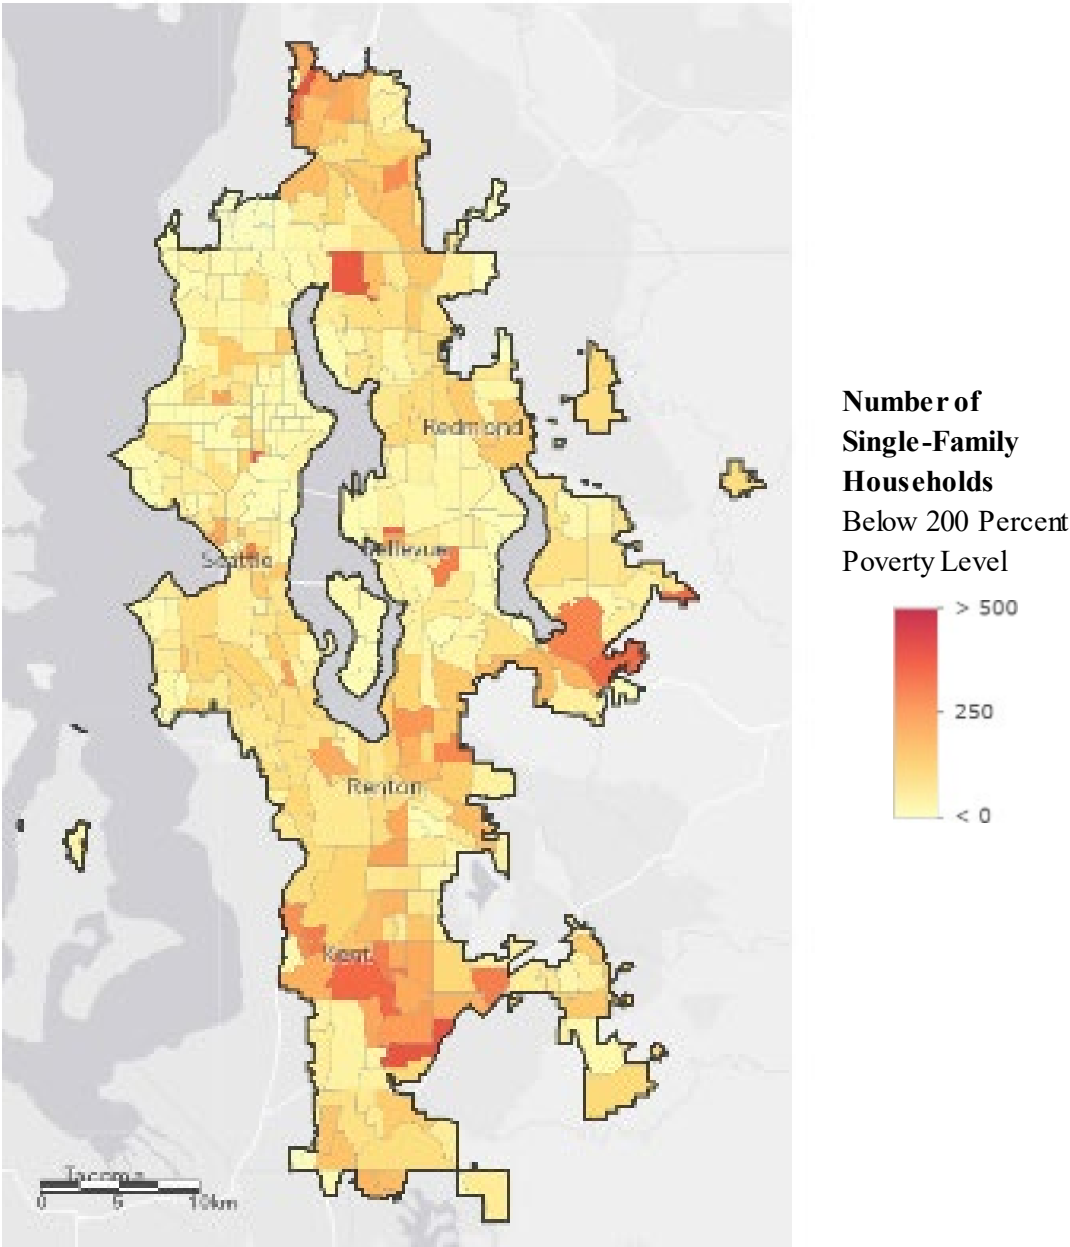 Redmond
Seattle
Bellevue
Renton
Kent
Tacoma
0 5 10km
Number of
Single-Family
Households
Below 200 Percent
Poverty Level
> 500
250
< 0